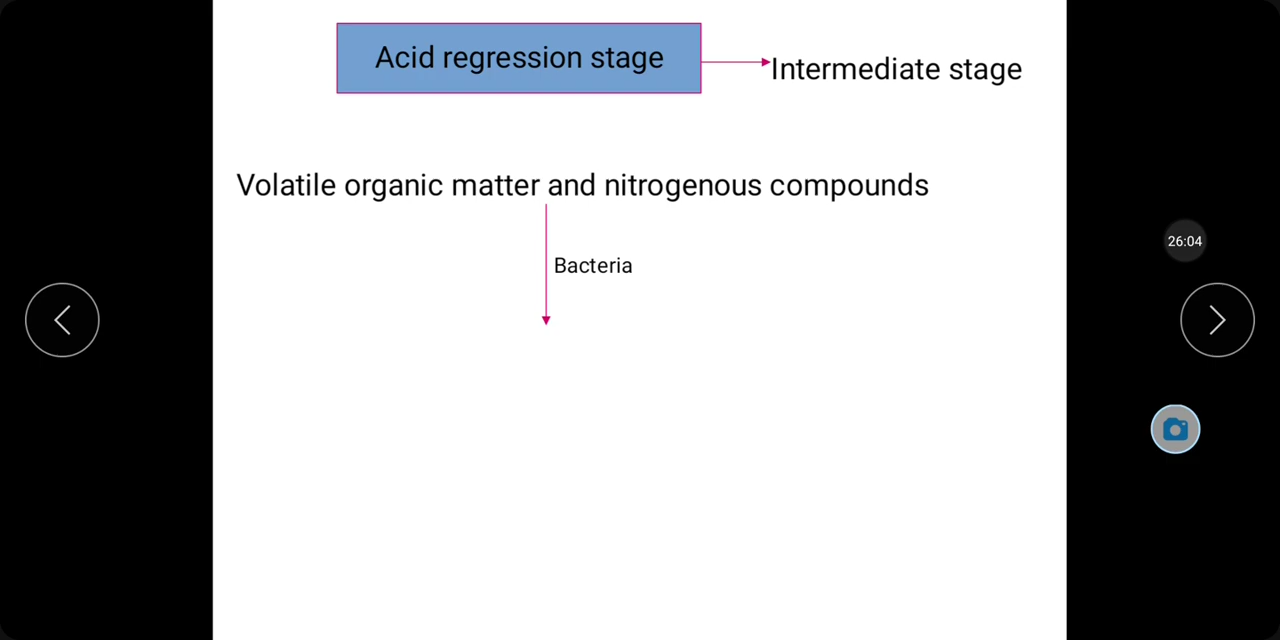 Acid regression stage
Intermediate stage
Volatile organic matter and nitrogenous compounds
Bacteria
26:04